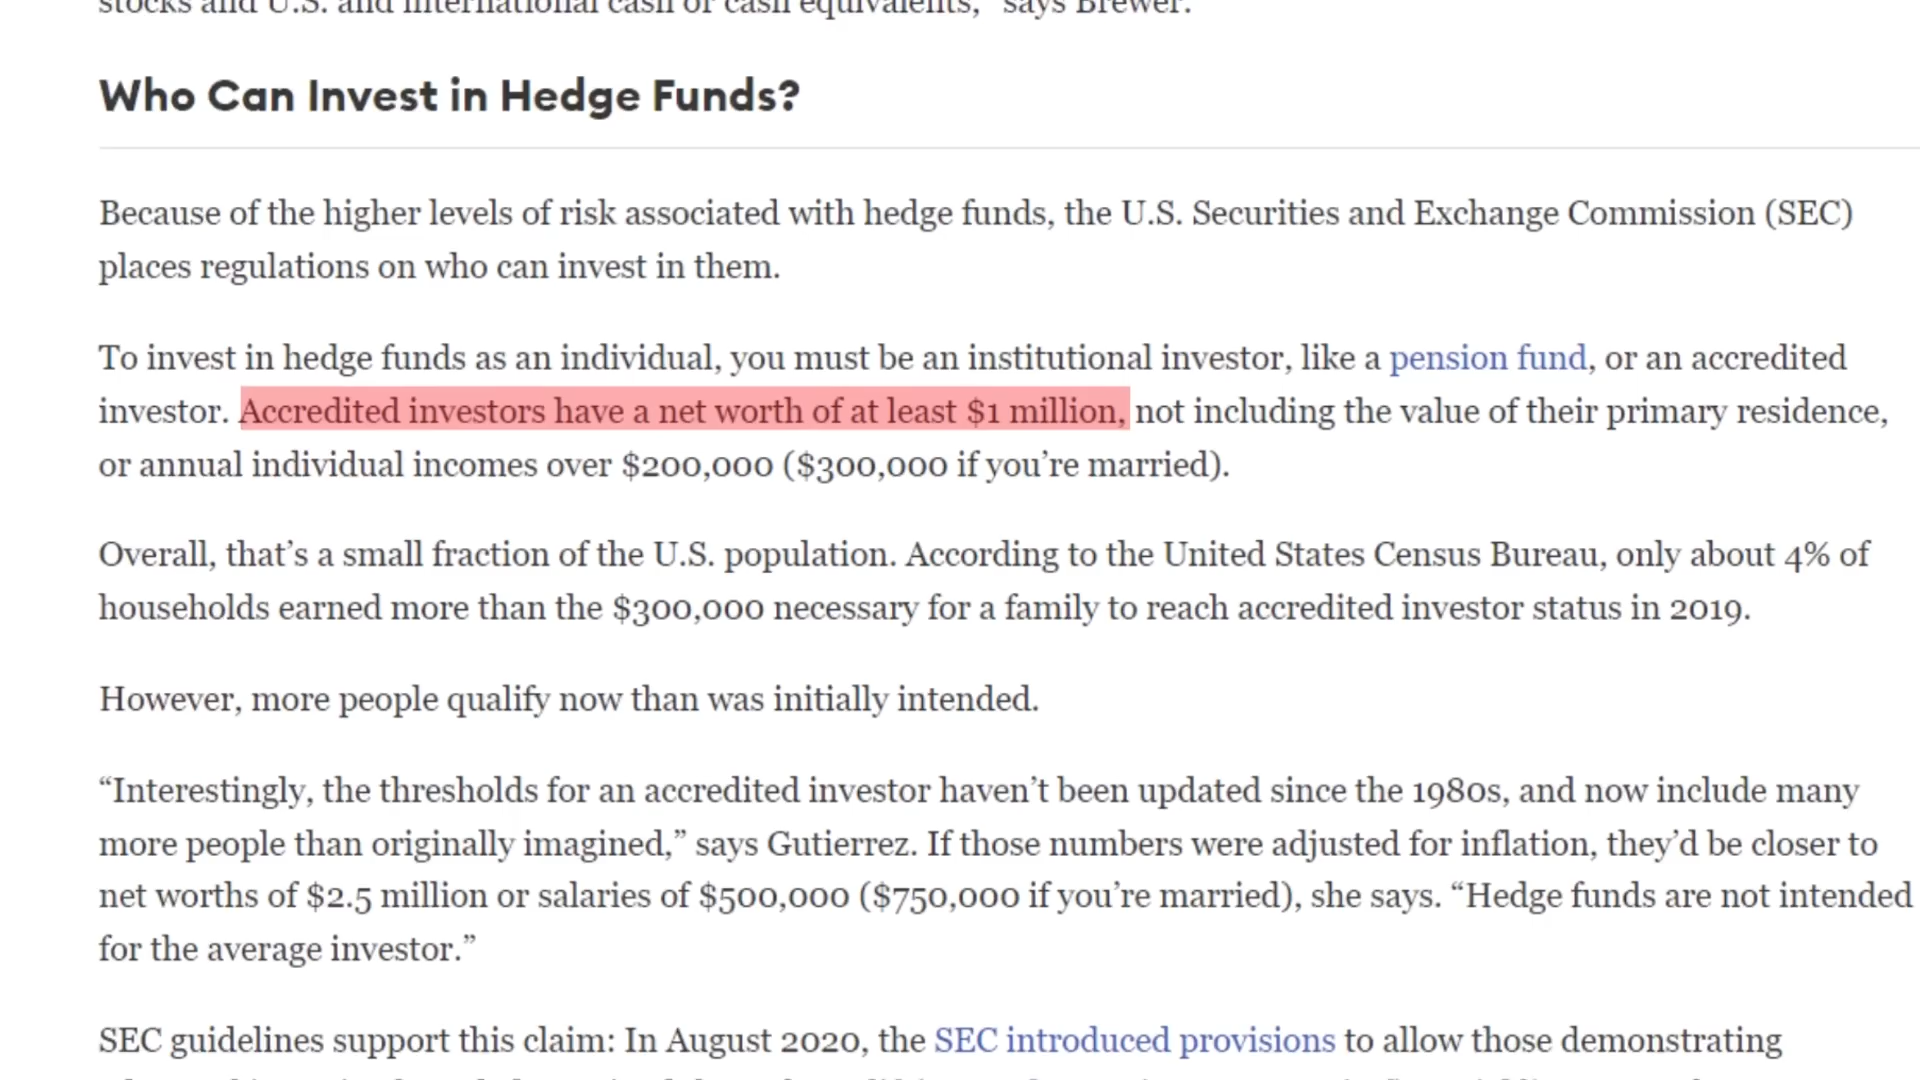 stocks and U.S. and international cash or cash equivalents,” says Brewer.
Who Can Invest in Hedge Funds?
Because of the higher levels of risk associated with hedge funds, the U.S. Securities and Exchange Commission (SEC)
places regulations on who can invest in them.
To invest in hedge funds as an individual, you must be an institutional investor, like a pension fund, or an accredited
investor. Accredited investors have a net worth of at least $1 million, not including the value of their primary residence,
or annual individual incomes over $200,000 ($300,000 if you’re married).
Overall, that’s a small fraction of the U.S. population. According to the United States Census Bureau, only about 4% of
households earned more than the $300,000 necessary for a family to reach accredited investor status in 2019.
However, more people qualify now than was initially intended.
“Interestingly, the thresholds for an accredited investor haven’t been updated since the 1980s, and now include many
more people than originally imagined,” says Gutierrez. If those numbers were adjusted for inflation, they’d be closer to
net worths of $2.5 million or salaries of $500,000 ($750,000 if you’re married), she says. “Hedge funds are not intended
for the average investor.”
SEC guidelines support this claim: In August 2020, the SEC introduced provisions to allow those demonstrating